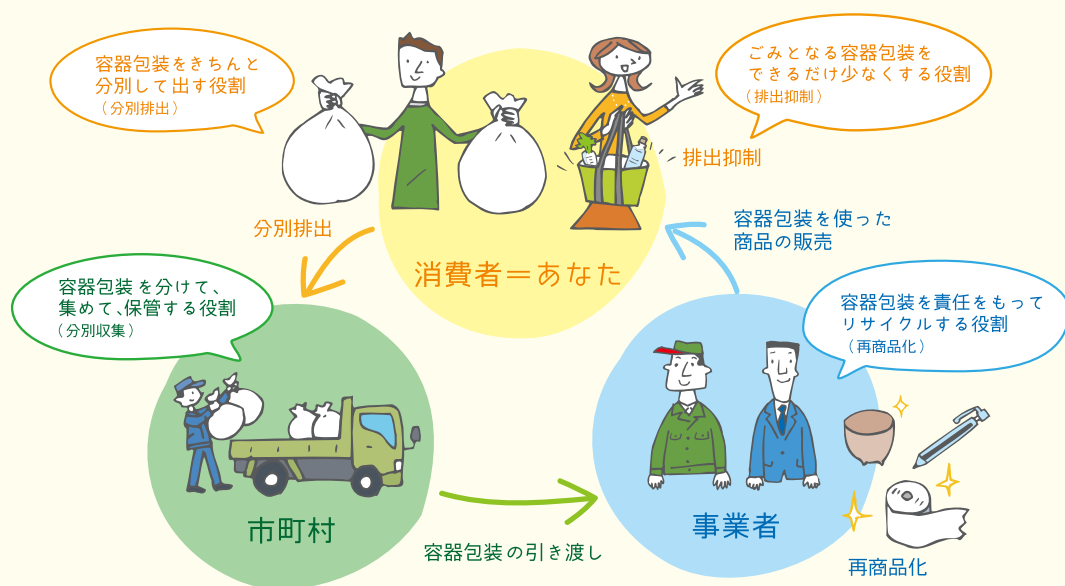 容器包装をきちんと
分別して出す役割
（分別排出）
ごみとなる容器包装を
できるだけ少なくする役割
（排出抑制）
排出抑制
分別排出
消費者＝あなた
容器包装を使った
商品の販売
容器包装を分けて、
集めて、保管する役割
（分別収集）
容器包装を責任をもって
リサイクルする役割
（再商品化）
市町村
事業者
容器包装の引き渡し
再商品化